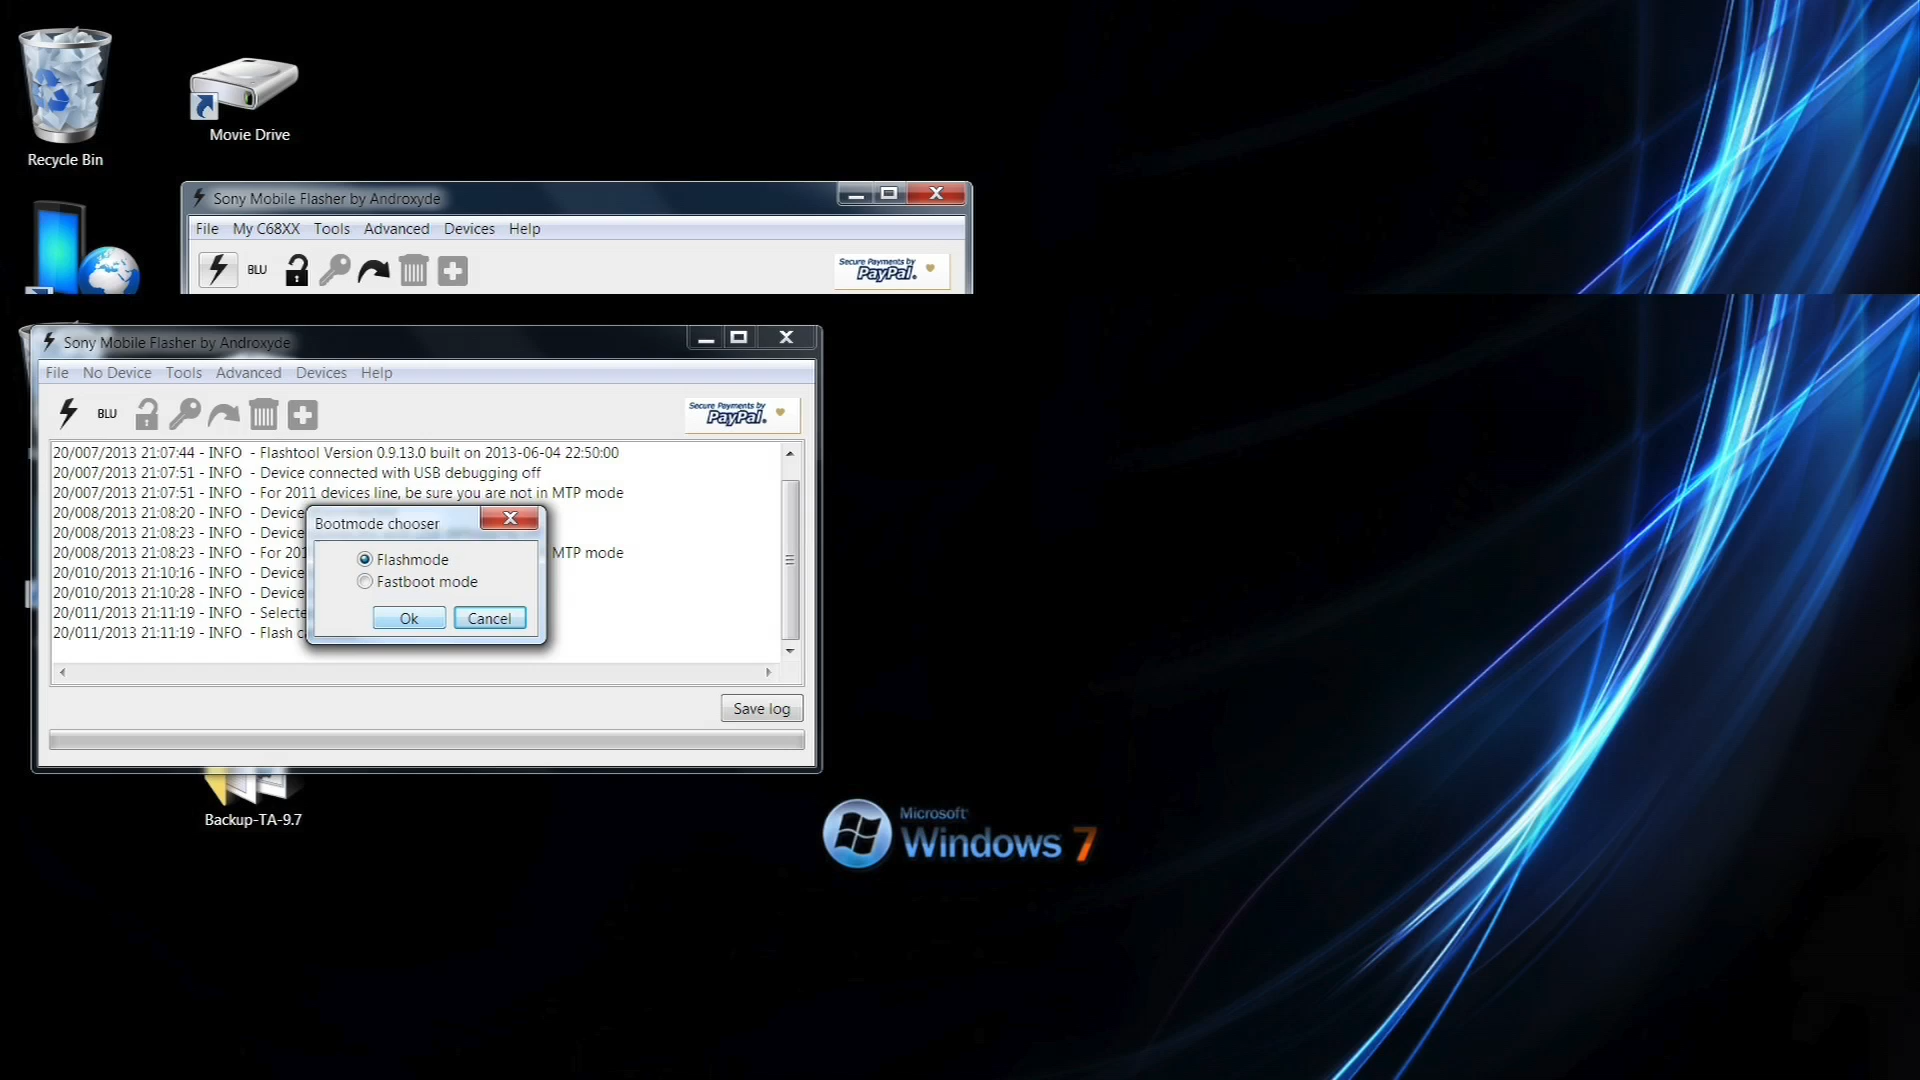 Recycle Bin
Movie Drive
Sony Mobile Flasher by Androxyde
File My C68XX Tools Advanced Devices Help
BLU
Secure Payments by
PayPal.
Sony Mobile Flasher by Androxyde
File No Device Tools Advanced Devices Help
BLU
Secure Payments by
PayPal.
20/007/2013 21:07:44 - INFO - Flashtool Version 0.9.13.0 built on 2013-06-04 22:50:00
20/007/2013 21:07:51 - INFO - Device connected with USB debugging off
20/007/2013 21:07:51 - INFO - For 2011 devices line, be sure you are not in MTP mode
20/008/2013 21:08:20 - INFO - Device
20/008/2013 21:08:23 - INFO - Device
20/008/2013 21:08:23 - INFO - For 201 MTP mode
20/010/2013 21:10:16 - INFO - Device
20/010/2013 21:10:28 - INFO - Device
20/011/2013 21:11:19 - INFO - Selecte
20/011/2013 21:11:19 - INFO - Flash c
Bootmode chooser
Flashmode
Fastboot mode
Ok Cancel
Save log
Backup-TA-9.7
Microsoft
Windows 7